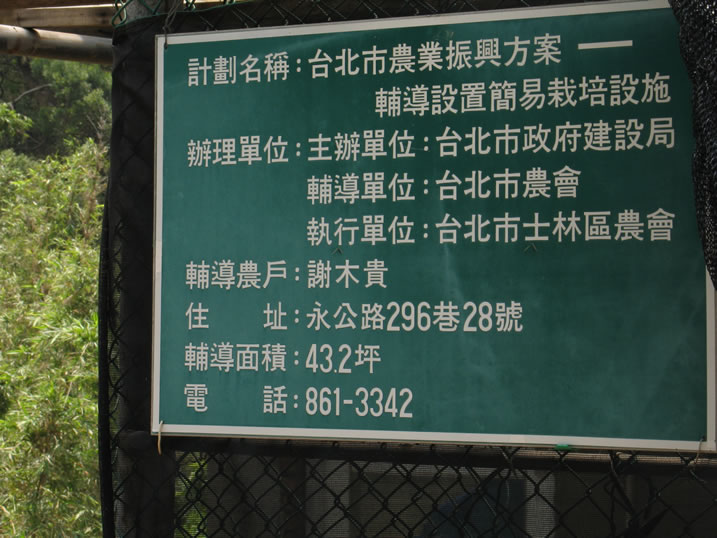 計劃名稱:台北市農業振興方案——
輔導設置簡易栽培設施
辦理單位:主辦單位:台北市政府建設局
輔導單位:台北市農會
執行單位:台北市士林區農會
輔導農戶:謝木貴
住 址:永公路296巷28號
輔導面積:43.2坪
電 話:861-3342